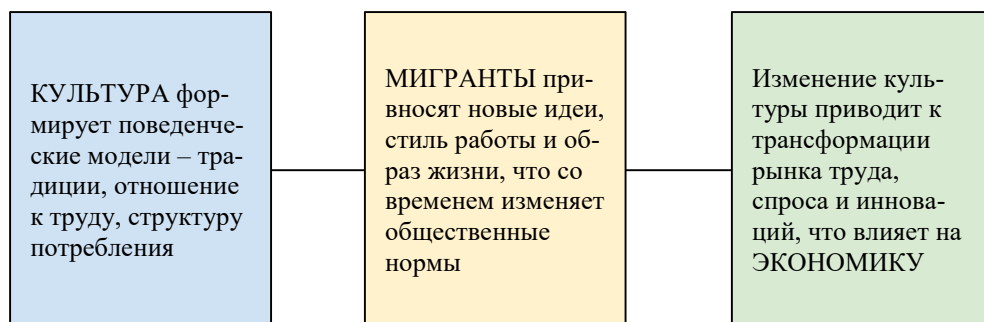 КУЛЬТУРА фор-
мирует поведенче-
ские модели – тра-
диции, отношение
к труду, структуру
потребления
МИГРАНТЫ при-
вносят новые идеи,
стиль работы и об-
раз жизни, что со
временем изменяет
общественные
нормы
Изменение куль-
туры приводит к
трансформации
рынка труда,
спроса и иннова-
ций, что влияет на
ЭКОНОМИКУ